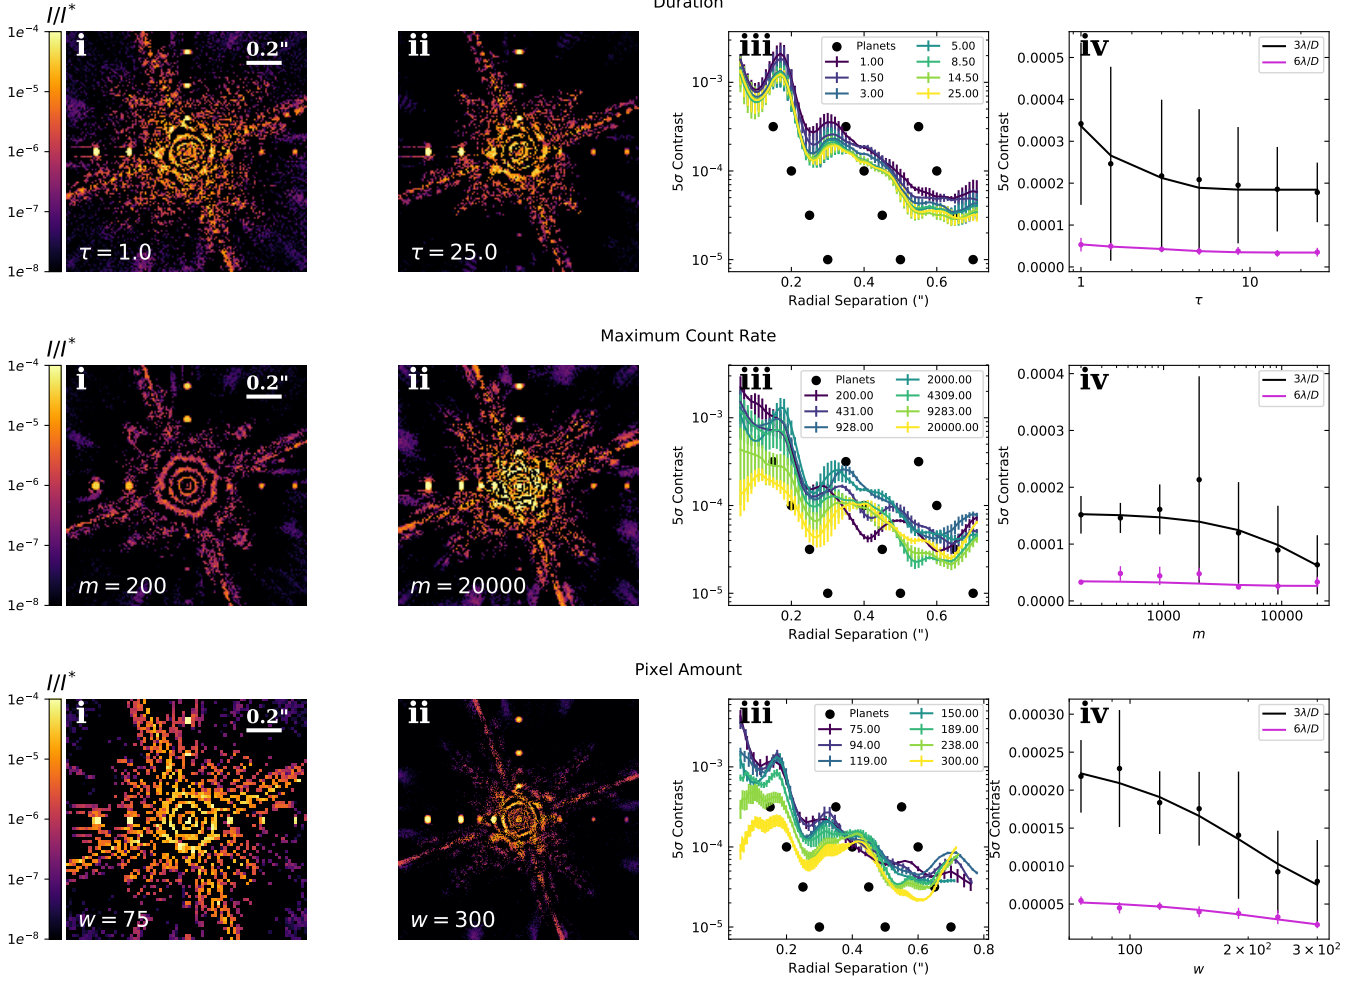 Duration
I/I*
1e⁻⁴
1e⁻⁵
1e⁻⁶
1e⁻⁷
1e⁻⁸
i
0.2"
τ = 1.0
ii
τ = 25.0
iii
Planets
1.00
1.50
3.00
5.00
8.50
14.50
25.00
5σ Contrast
10⁻³
10⁻⁴
10⁻⁵
0.2
0.4
0.6
Radial Separation (")
iv
3λ/D
6λ/D
5σ Contrast
0.0005
0.0004
0.0003
0.0002
0.0001
0.0000
1
10
τ
Maximum Count Rate
I/I*
1e⁻⁴
1e⁻⁵
1e⁻⁶
1e⁻⁷
1e⁻⁸
i
0.2"
m = 200
ii
m = 20000
iii
Planets
200.00
431.00
928.00
2000.00
4309.00
9283.00
20000.00
5σ Contrast
10⁻³
10⁻⁴
10⁻⁵
0.2
0.4
0.6
Radial Separation (")
iv
3λ/D
6λ/D
5σ Contrast
0.0004
0.0003
0.0002
0.0001
0.0000
1000
10000
m
Pixel Amount
I/I*
1e⁻⁴
1e⁻⁵
1e⁻⁶
1e⁻⁷
1e⁻⁸
i
0.2"
w = 75
ii
w = 300
iii
Planets
75.00
94.00
119.00
150.00
189.00
238.00
300.00
5σ Contrast
10⁻³
10⁻⁴
10⁻⁵
0.2
0.4
0.6
0.8
Radial Separation (")
iv
3λ/D
6λ/D
5σ Contrast
0.00030
0.00025
0.00020
0.00015
0.00010
0.00005
100
2 × 10²
3 × 10²
w